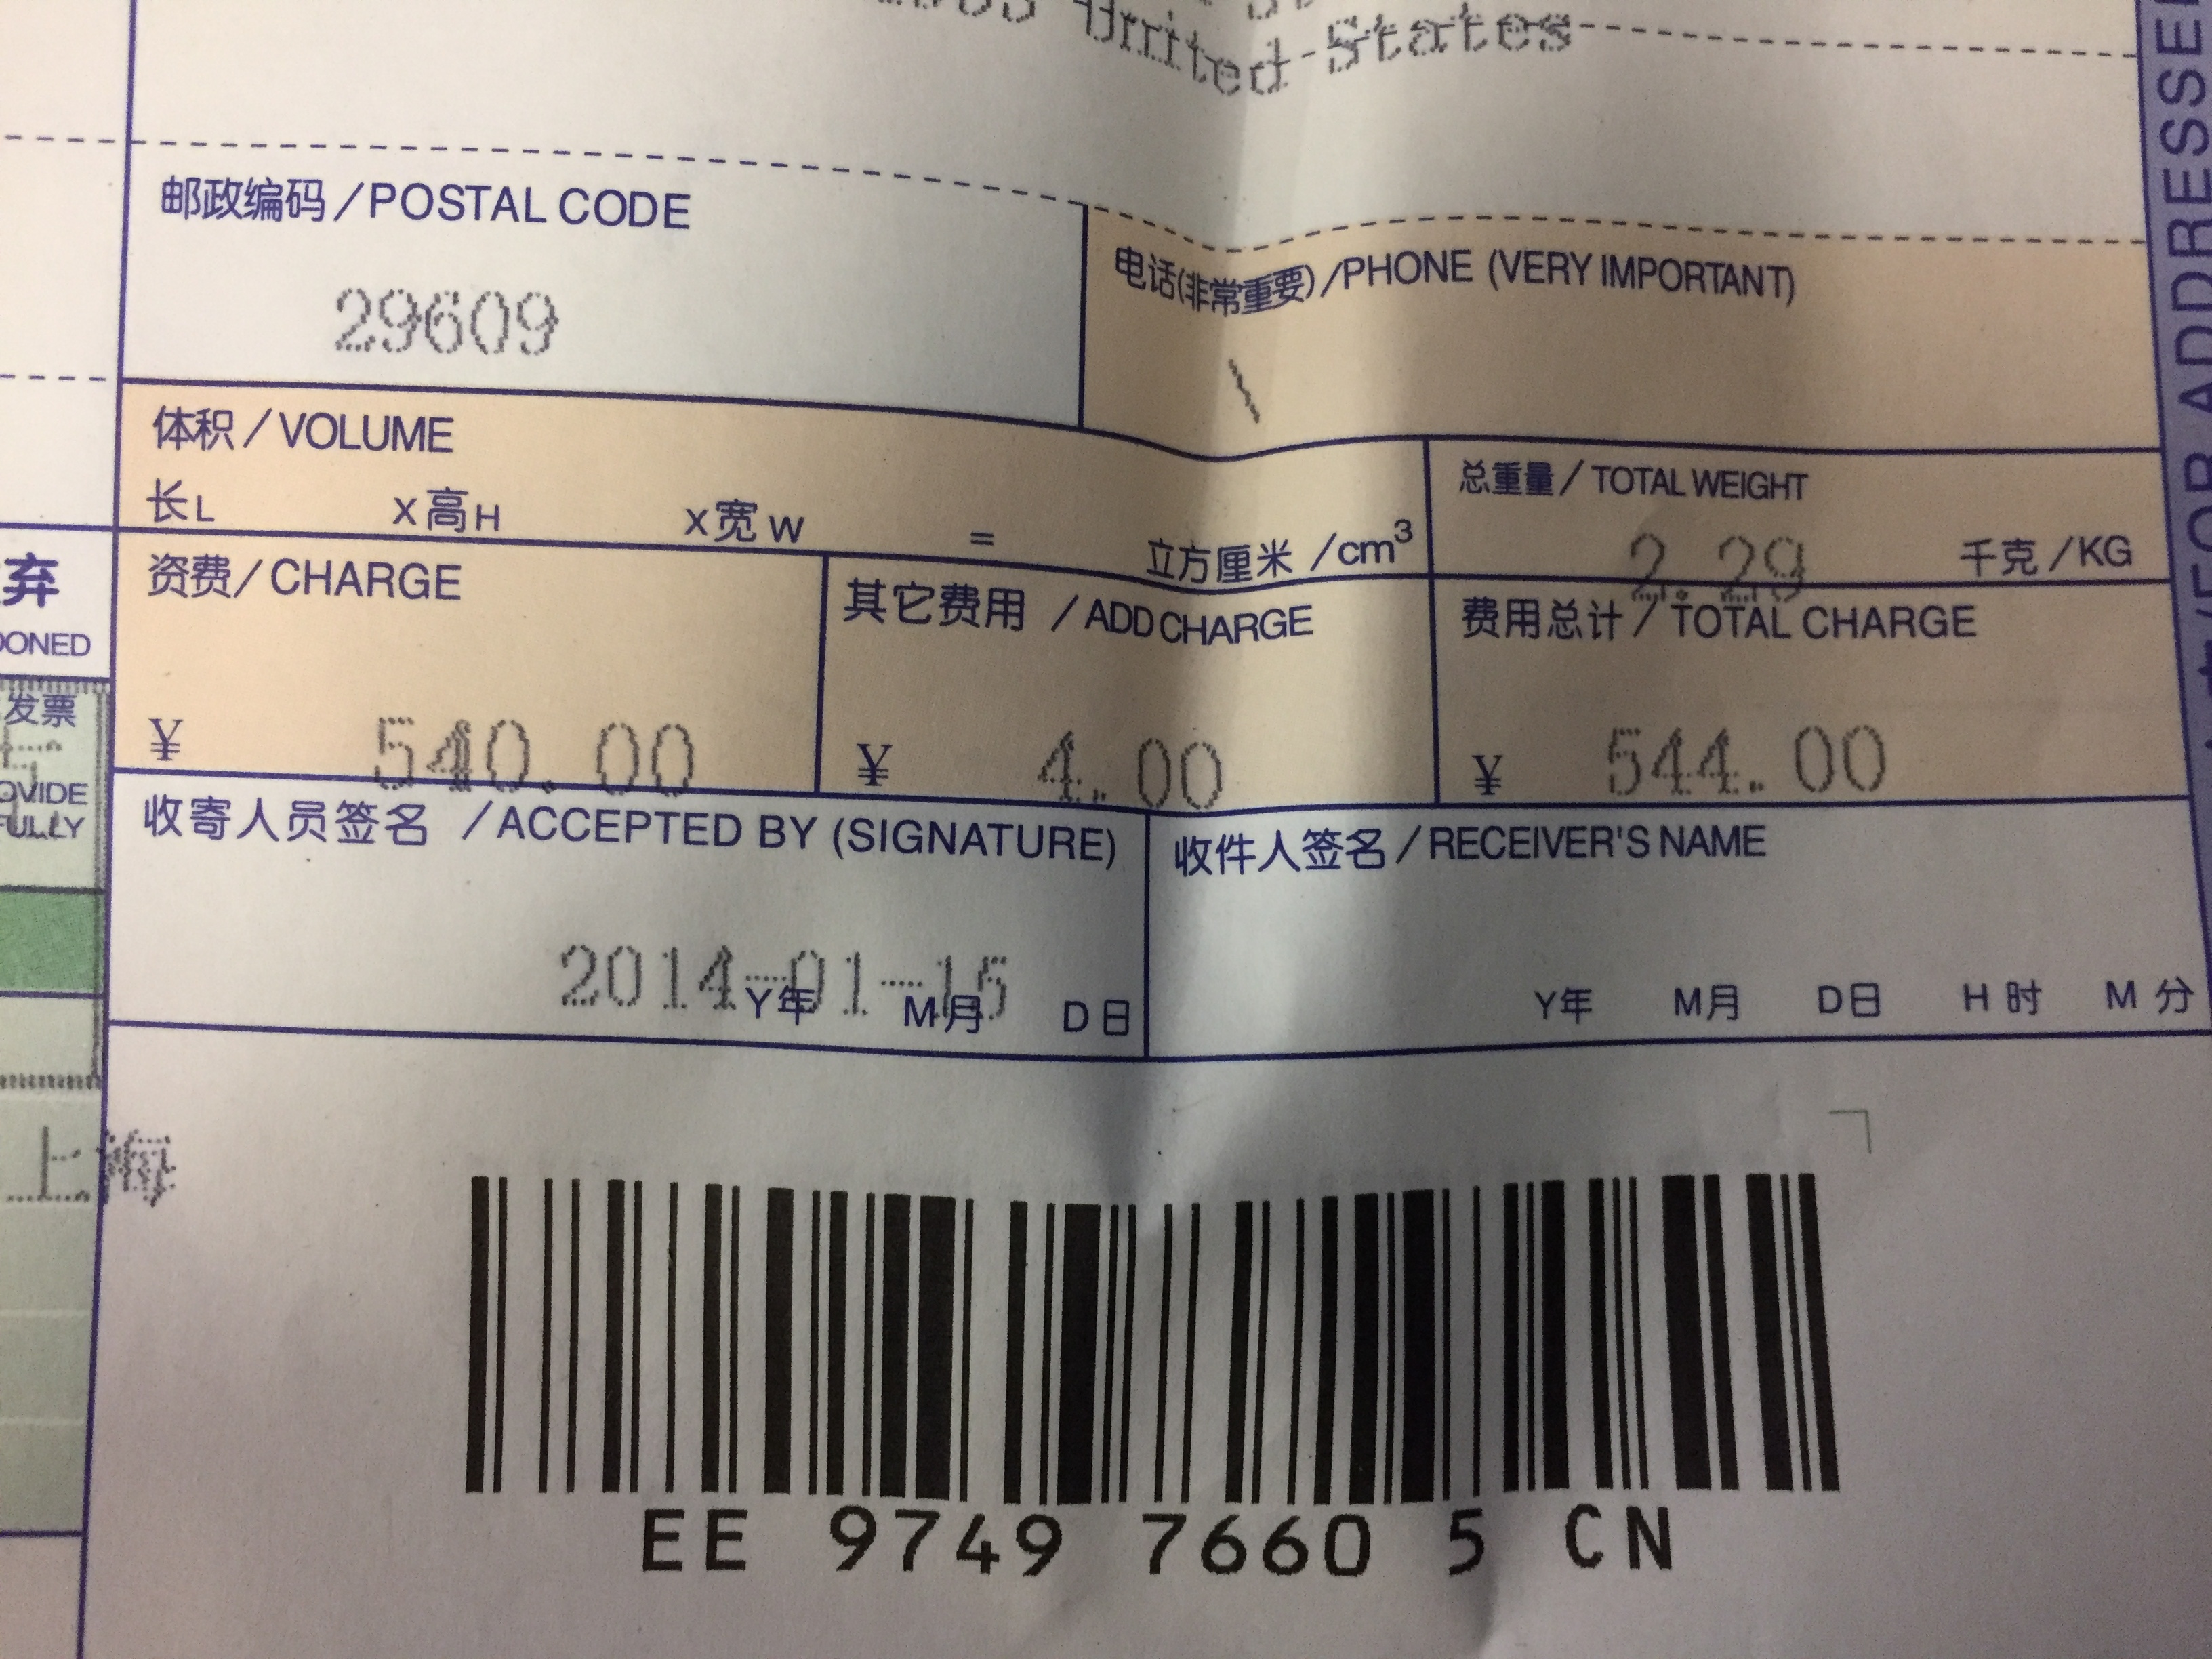 United States
邮政编码/POSTAL CODE
29609
电话(非常重要)/PHONE (VERY IMPORTANT)
\
体积/VOLUME
长L x高H x宽W = 立方厘米/cm³
总重量/TOTAL WEIGHT
2.29 千克/KG
资费/CHARGE
¥ 540.00
其它费用 /ADD CHARGE
¥ 4.00
费用总计/TOTAL CHARGE
¥ 544.00
收寄人员签名 /ACCEPTED BY (SIGNATURE)
2014-01-15
Y年 M月 D日
收件人签名/RECEIVER'S NAME
Y年 M月 D日 H时 M分
弃
发票
上海
EE 9749 7660 5 CN